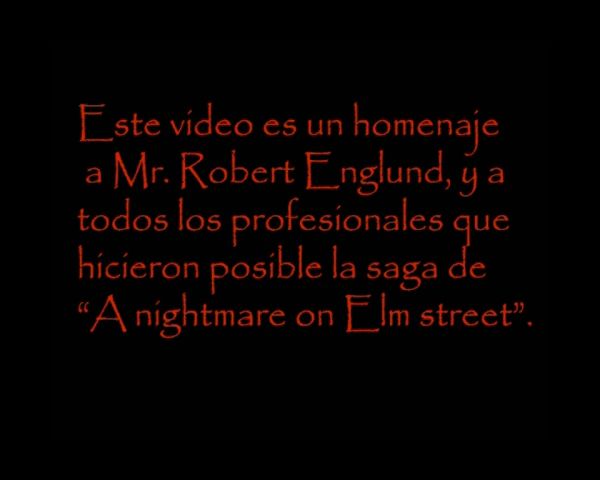 Este video es un homenaje
a Mr. Robert Englund, y a
todos los profesionales que
hicieron posible la saga de
“A nightmare on Elm street”.